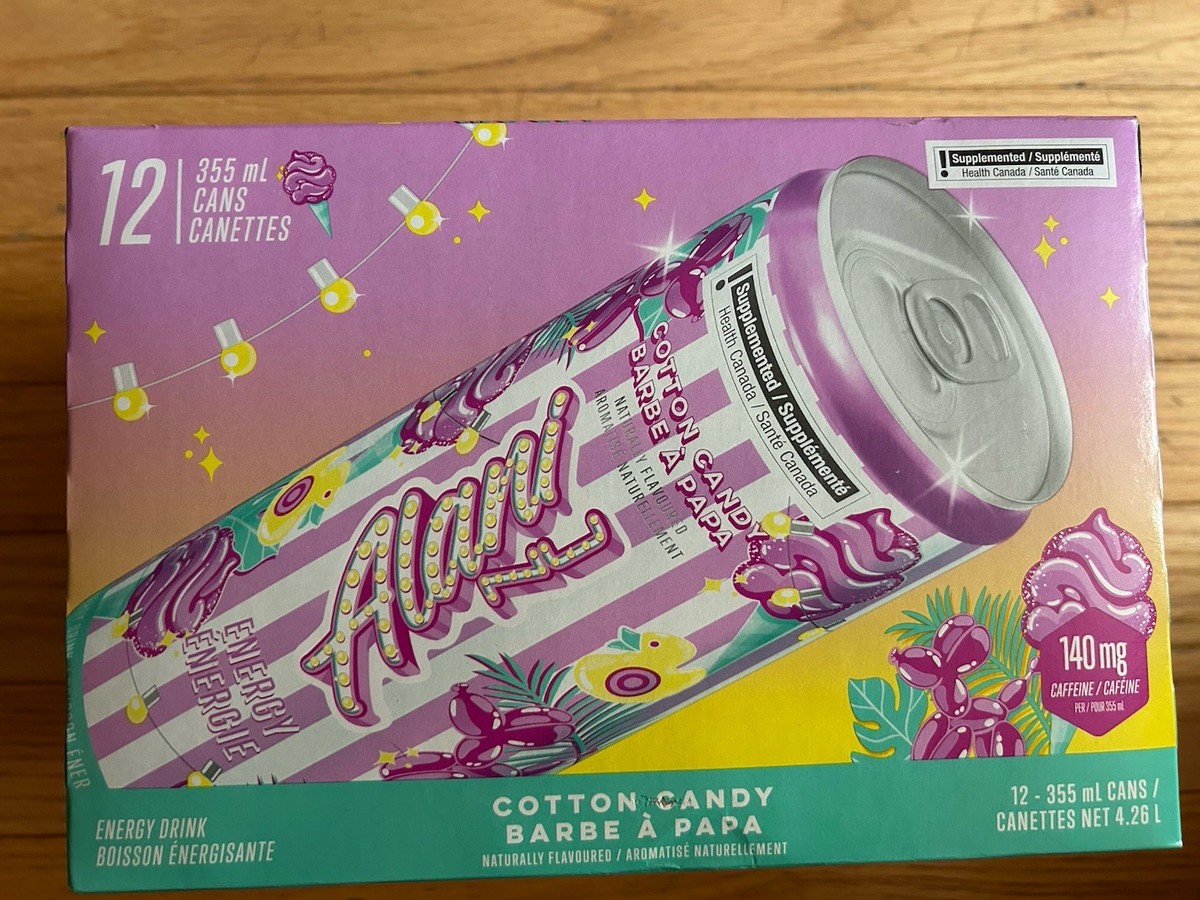 12
355 mL
CANS
CANETTES
! Supplemented / Supplémenté
Health Canada / Santé Canada
! Supplemented / Supplémenté
Health Canada / Santé Canada
COTTON CANDY
BARBE À PAPA
NATURALLY FLAVOURED
AROMATISÉ NATURELLEMENT
Alani
ENERGY
ÉNERGIE
140 mg
CAFFEINE / CAFÉINE
PER / POUR 355 mL
ENERGY DRINK
BOISSON ÉNERGISANTE
COTTON CANDY
BARBE À PAPA
NATURALLY FLAVOURED / AROMATISÉ NATURELLEMENT
12 - 355 mL CANS /
CANETTES NET 4.26 L